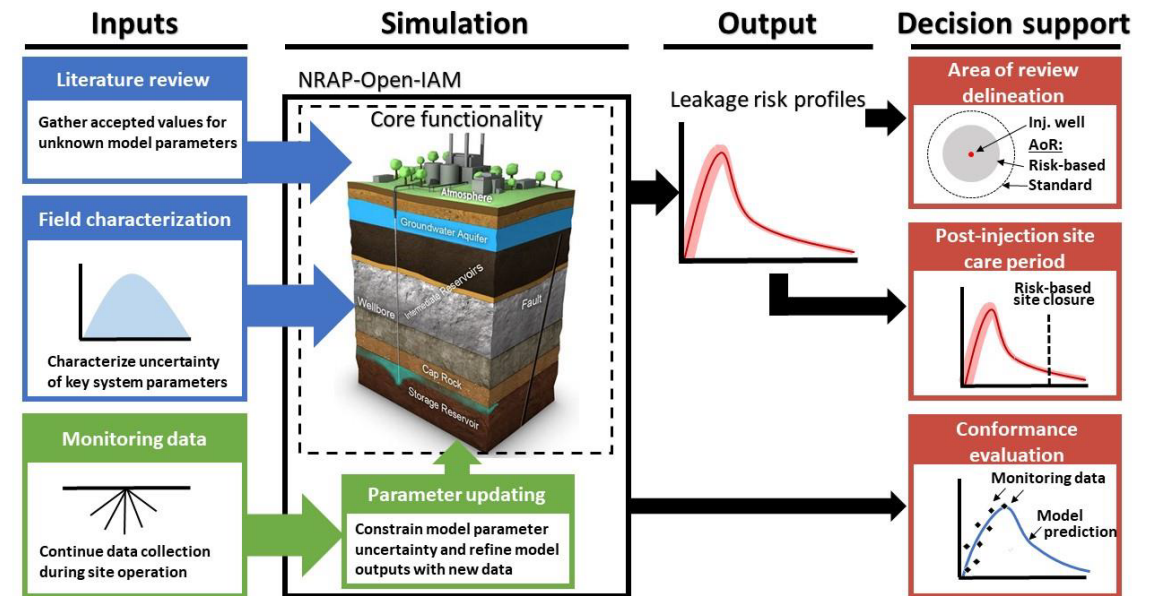 Inputs
Simulation
Output
Decision support
Literature review
Gather accepted values for
unknown model parameters
Field characterization
Characterize uncertainty
of key system parameters
Monitoring data
Continue data collection
during site operation
NRAP-Open-IAM
Core functionality
Atmosphere
Groundwater Aquifer
Intermediate Reservoirs
Wellbore
Fault
Cap Rock
Storage Reservoir
Parameter updating
Constrain model parameter
uncertainty and refine model
outputs with new data
Leakage risk profiles
Area of review
delineation
Inj. well
AoR:
Risk-based
Standard
Post-injection site
care period
Risk-based
site closure
Conformance
evaluation
Monitoring data
Model
prediction